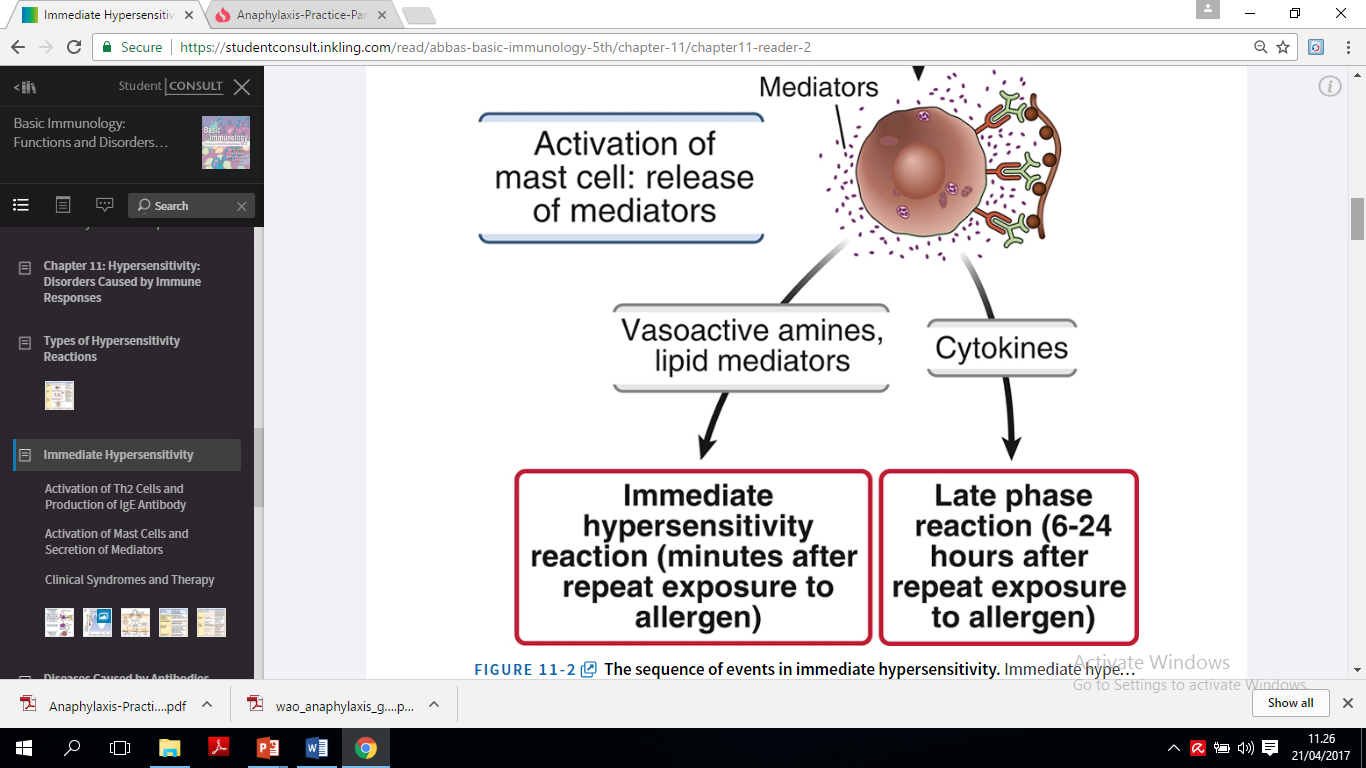 Immediate Hypersensitiv
Anaphylaxis-Practice-Par
Secure
https://studentconsult.inkling.com/read/abbas-basic-immunology-5th/chapter-11/chapter11-reader-2
Student CONSULT
Basic Immunology:
Functions and Disorders…
Basic
Immunology
Search
Chapter 11: Hypersensitivity:
Disorders Caused by Immune
Responses
Types of Hypersensitivity
Reactions
Immediate Hypersensitivity
Activation of Th2 Cells and
Production of IgE Antibody
Activation of Mast Cells and
Secretion of Mediators
Clinical Syndromes and Therapy
Diseases Caused by Antibodies
Mediators
Activation of
mast cell: release
of mediators
Vasoactive amines,
lipid mediators
Cytokines
Immediate
hypersensitivity
reaction (minutes after
repeat exposure to
allergen)
Late phase
reaction (6-24
hours after
repeat exposure
to allergen)
FIGURE 11-2 The sequence of events in immediate hypersensitivity. Immediate hype…
Activate Windows
Go to Settings to activate Windows.
Anaphylaxis-Practi....pdf
wao_anaphylaxis_g....p...
Show all
11.26
21/04/2017